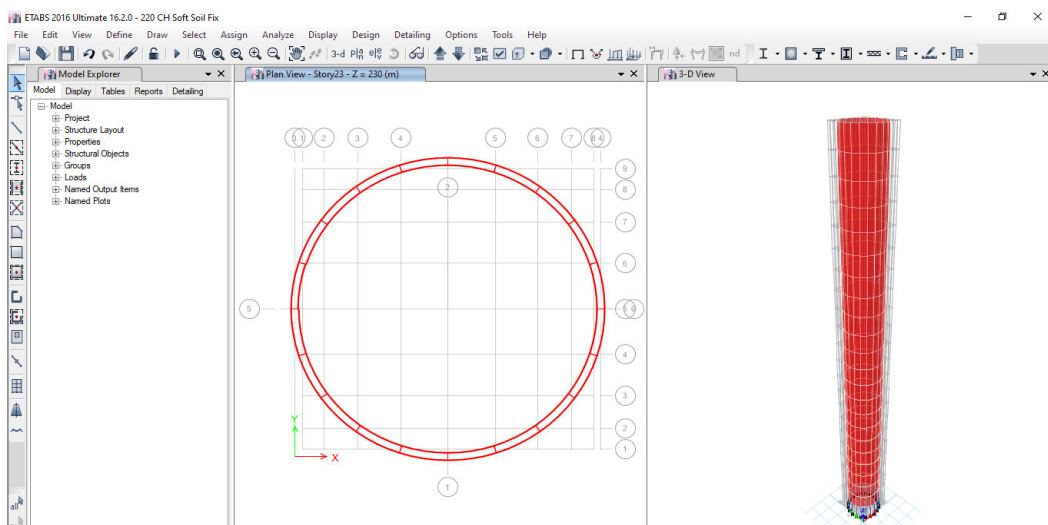 ETABS 2016 Ultimate 16.2.0 - 220 CH Soft Soil Fix
File Edit View Define Draw Select Assign Analyze Display Design Detailing Options Tools Help
3-d
nd
Model Explorer
Model Display Tables Reports Detailing
Model
Project
Structure Layout
Properties
Structural Objects
Groups
Loads
Named Output Items
Named Plots
all
Plan View - Story23 - Z = 230 (m)
1 2 3 4 5 6 7
9
8
2
7
6
5
4
3
2
1
Y
X
1
3-D View